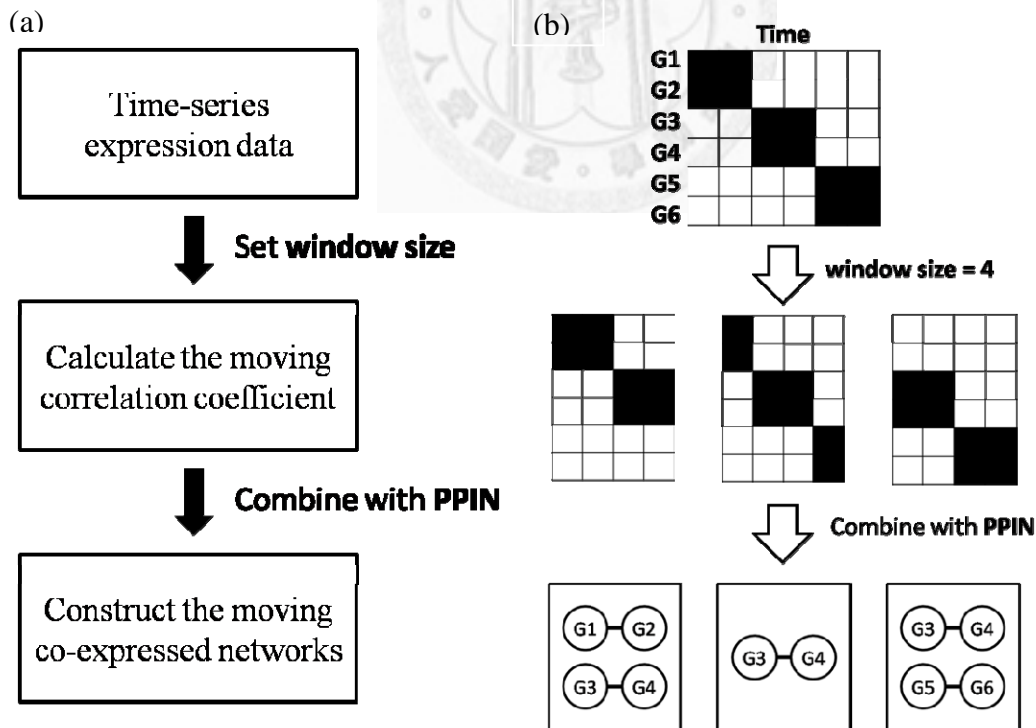 (a)
Time-series
expression data
Set window size
Calculate the moving
correlation coefficient
Combine with PPIN
Construct the moving
co-expressed networks
(b)
Time
G1
G2
G3
G4
G5
G6
window size = 4
Combine with PPIN
G1 G2
G3 G4
G3 G4
G3 G4
G5 G6